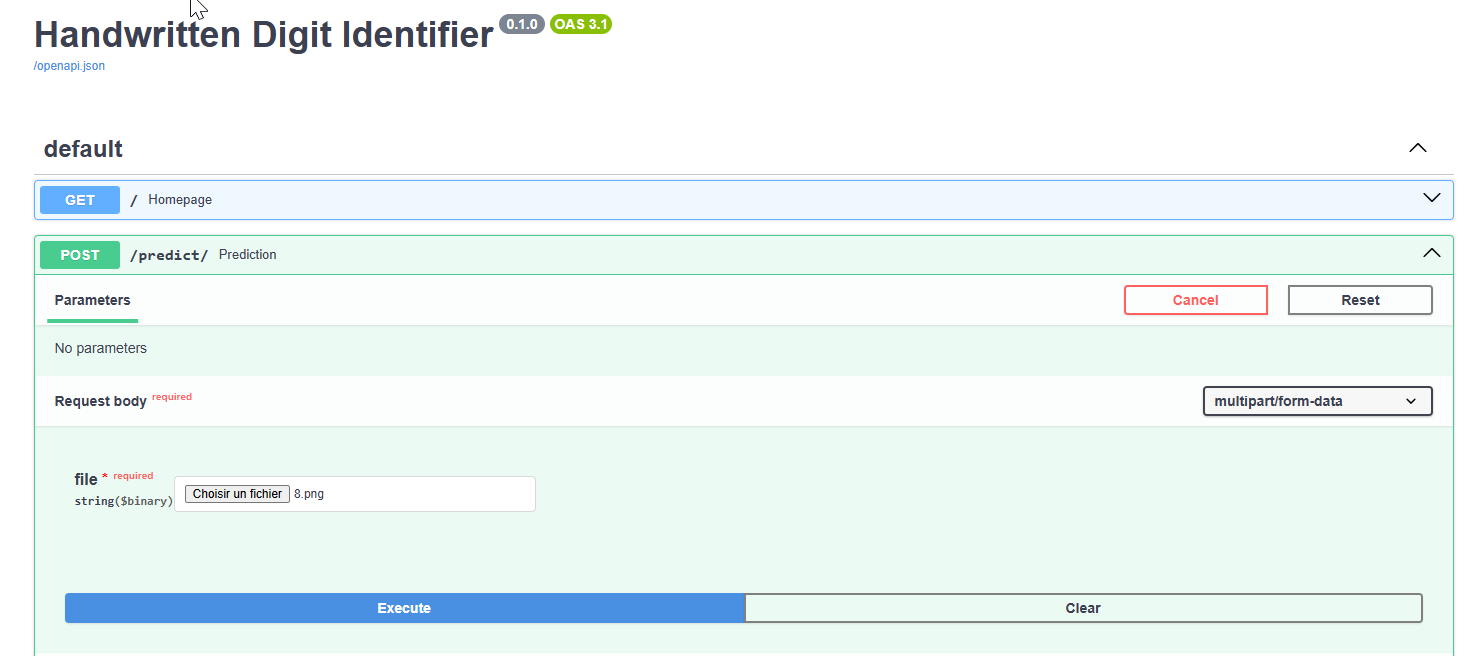 Handwritten Digit Identifier 0.1.0 OAS 3.1
/openapi.json
default
GET / Homepage
POST /predict/ Prediction
Parameters Cancel Reset
No parameters
Request body required multipart/form-data
file * required
string($binary) Choisir un fichier 8.png
Execute Clear